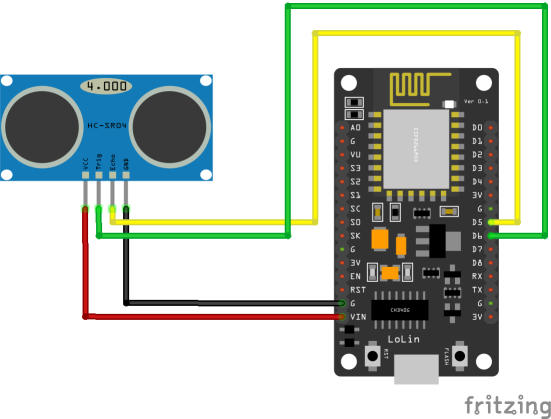 4.000
HC-SR04
VCC
Trig
Echo
GND
Ver 0.1
A0
G
VU
S3
S2
S1
SC
SO
SK
G
3V
EN
RST
G
VIN
D0
D1
D2
D3
D4
3V
G
D5
D6
D7
D8
RX
TX
G
3V
CH340G
LoLin
RST
FLASH
fritzing